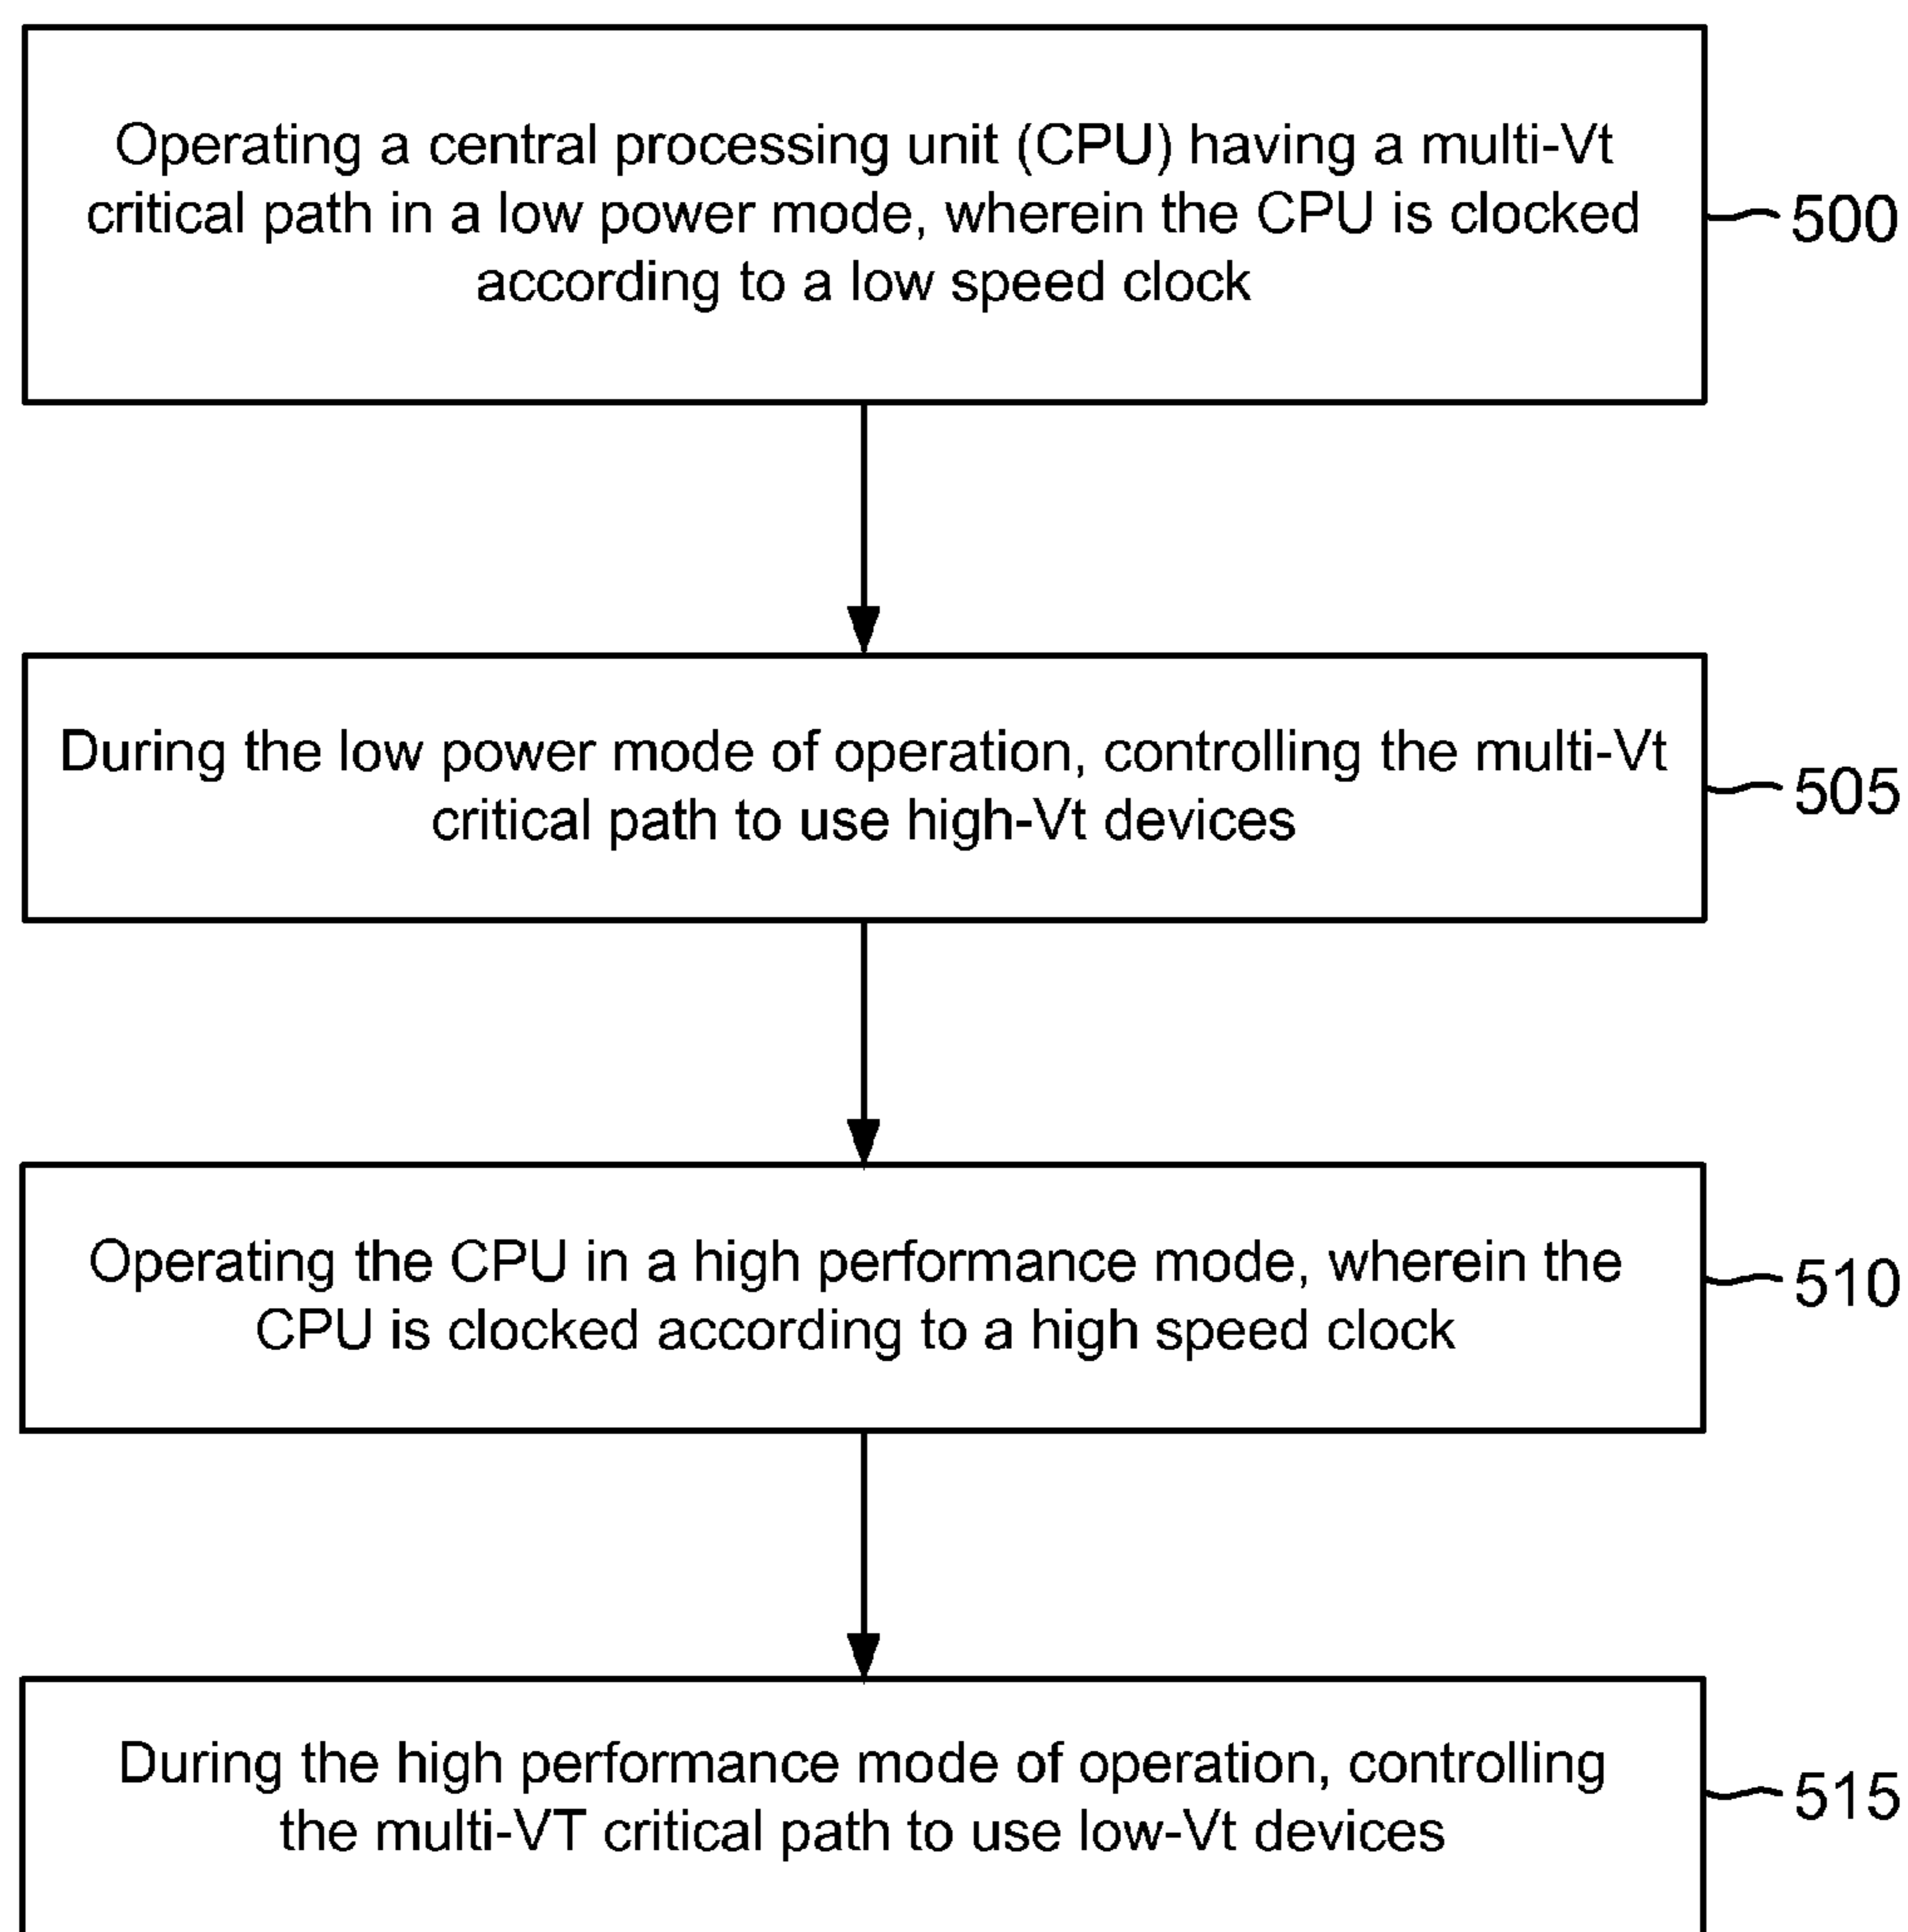 Operating a central processing unit (CPU) having a multi-Vt
critical path in a low power mode, wherein the CPU is clocked
according to a low speed clock
500
During the low power mode of operation, controlling the multi-Vt
critical path to use high-Vt devices
505
Operating the CPU in a high performance mode, wherein the
CPU is clocked according to a high speed clock
510
During the high performance mode of operation, controlling
the multi-VT critical path to use low-Vt devices
515